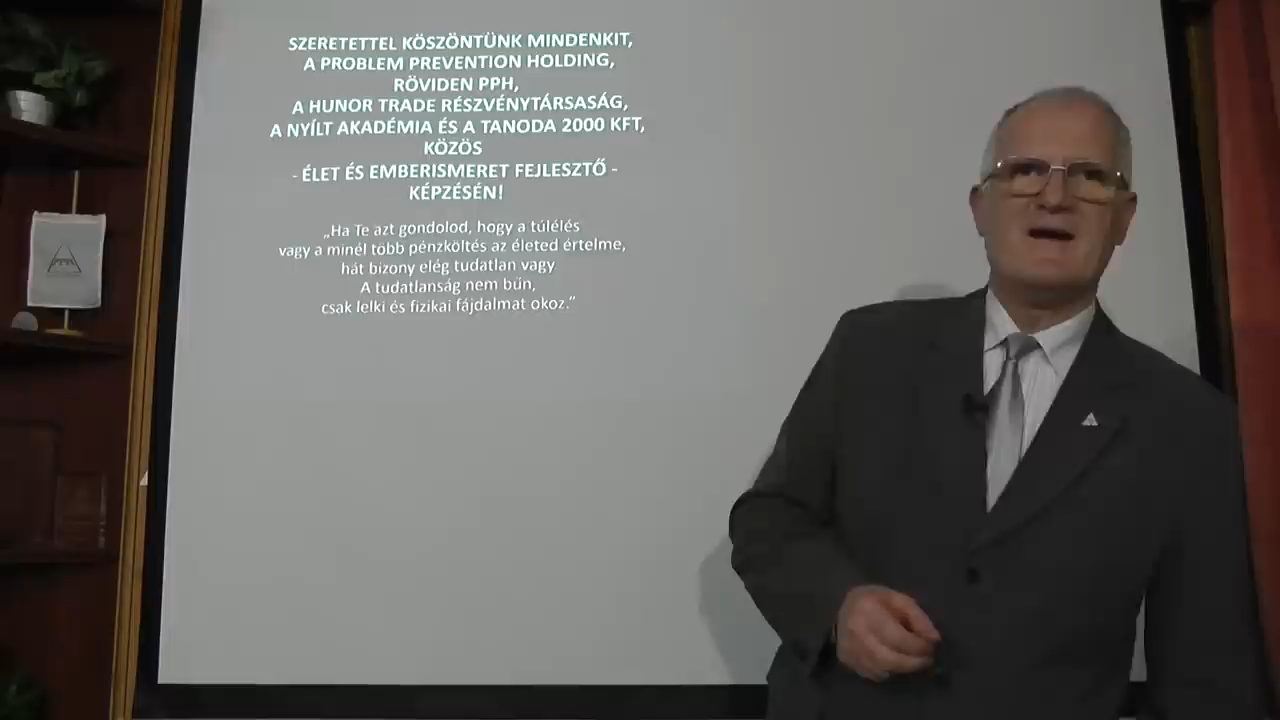 SZERETETTEL KÖSZÖNTÜNK MINDENKIT,
A PROBLEM PREVENTION HOLDING,
RÖVIDEN PPH,
A HUNOR TRADE RÉSZVÉNYTÁRSASÁG,
A NYÍLT AKADÉMIA ÉS A TANODA 2000 KFT,
KÖZÖS
- ÉLET ÉS EMBERISMERET FEJLESZTŐ -
KÉPZÉSÉN!
„Ha Te azt gondolod, hogy a túlélés
vagy a minél több pénzköltés az életed értelme,
hát bizony elég tudatlan vagy
A tudatlanság nem bűn,
csak lelki és fizikai fájdalmat okoz.”